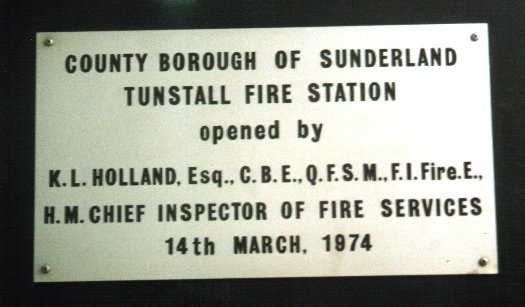 COUNTY BOROUGH OF SUNDERLAND
TUNSTALL FIRE STATION
opened by
K.L. HOLLAND, Esq., C.B.E., Q.F.S.M., F.I.Fire.E.,
H.M. CHIEF INSPECTOR OF FIRE SERVICES
14th MARCH, 1974